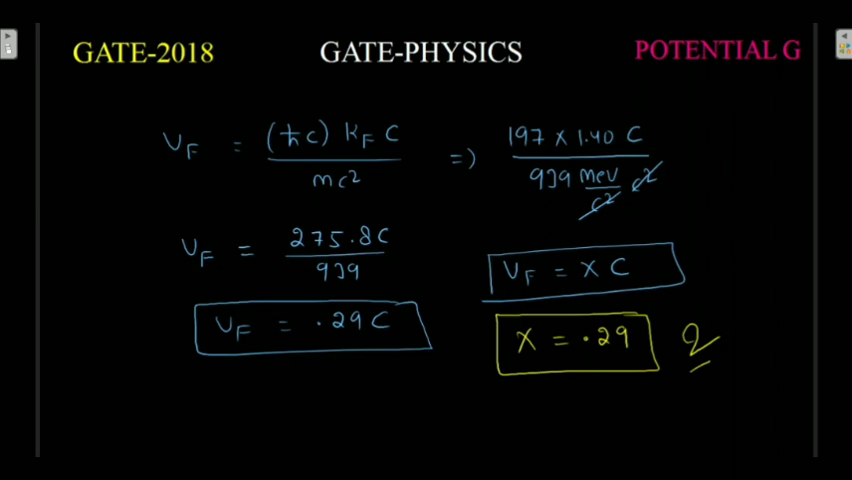 GATE-2018 GATE-PHYSICS POTENTIAL G
V_F = (ħc) k_F C / mc² => 197 x 1.40 C / 939 MeV/c² c²
V_F = 275.8C / 939
V_F = x C
V_F = .29C
X = .29